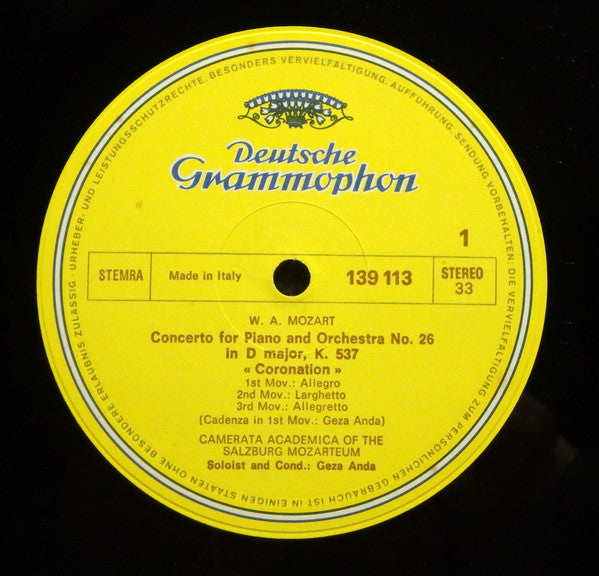 Deutsche
Grammophon
1
STEMRA
Made in Italy
139 113
STEREO
33
W. A. MOZART
Concerto for Piano and Orchestra No. 26
in D major, K. 537
« Coronation »
1st Mov.: Allegro
2nd Mov.: Larghetto
3rd Mov.: Allegretto
(Cadenza in 1st Mov.: Geza Anda)
CAMERATA ACADEMICA OF THE
SALZBURG MOZARTEUM
Soloist and Cond.: Geza Anda
URHEBER- UND LEISTUNGSSCHUTZRECHTE, BESONDERS VERVIELFÄLTIGUNG, AUFFÜHRUNG, SENDUNG VORBEHALTEN; DIE VERVIELFÄLTIGUNG ZUM PERSÖNLICHEN GEBRAUCH IST IN EINIGEN STAATEN OHNE BESONDERE ERLAUBNIS ZULÄSSIG